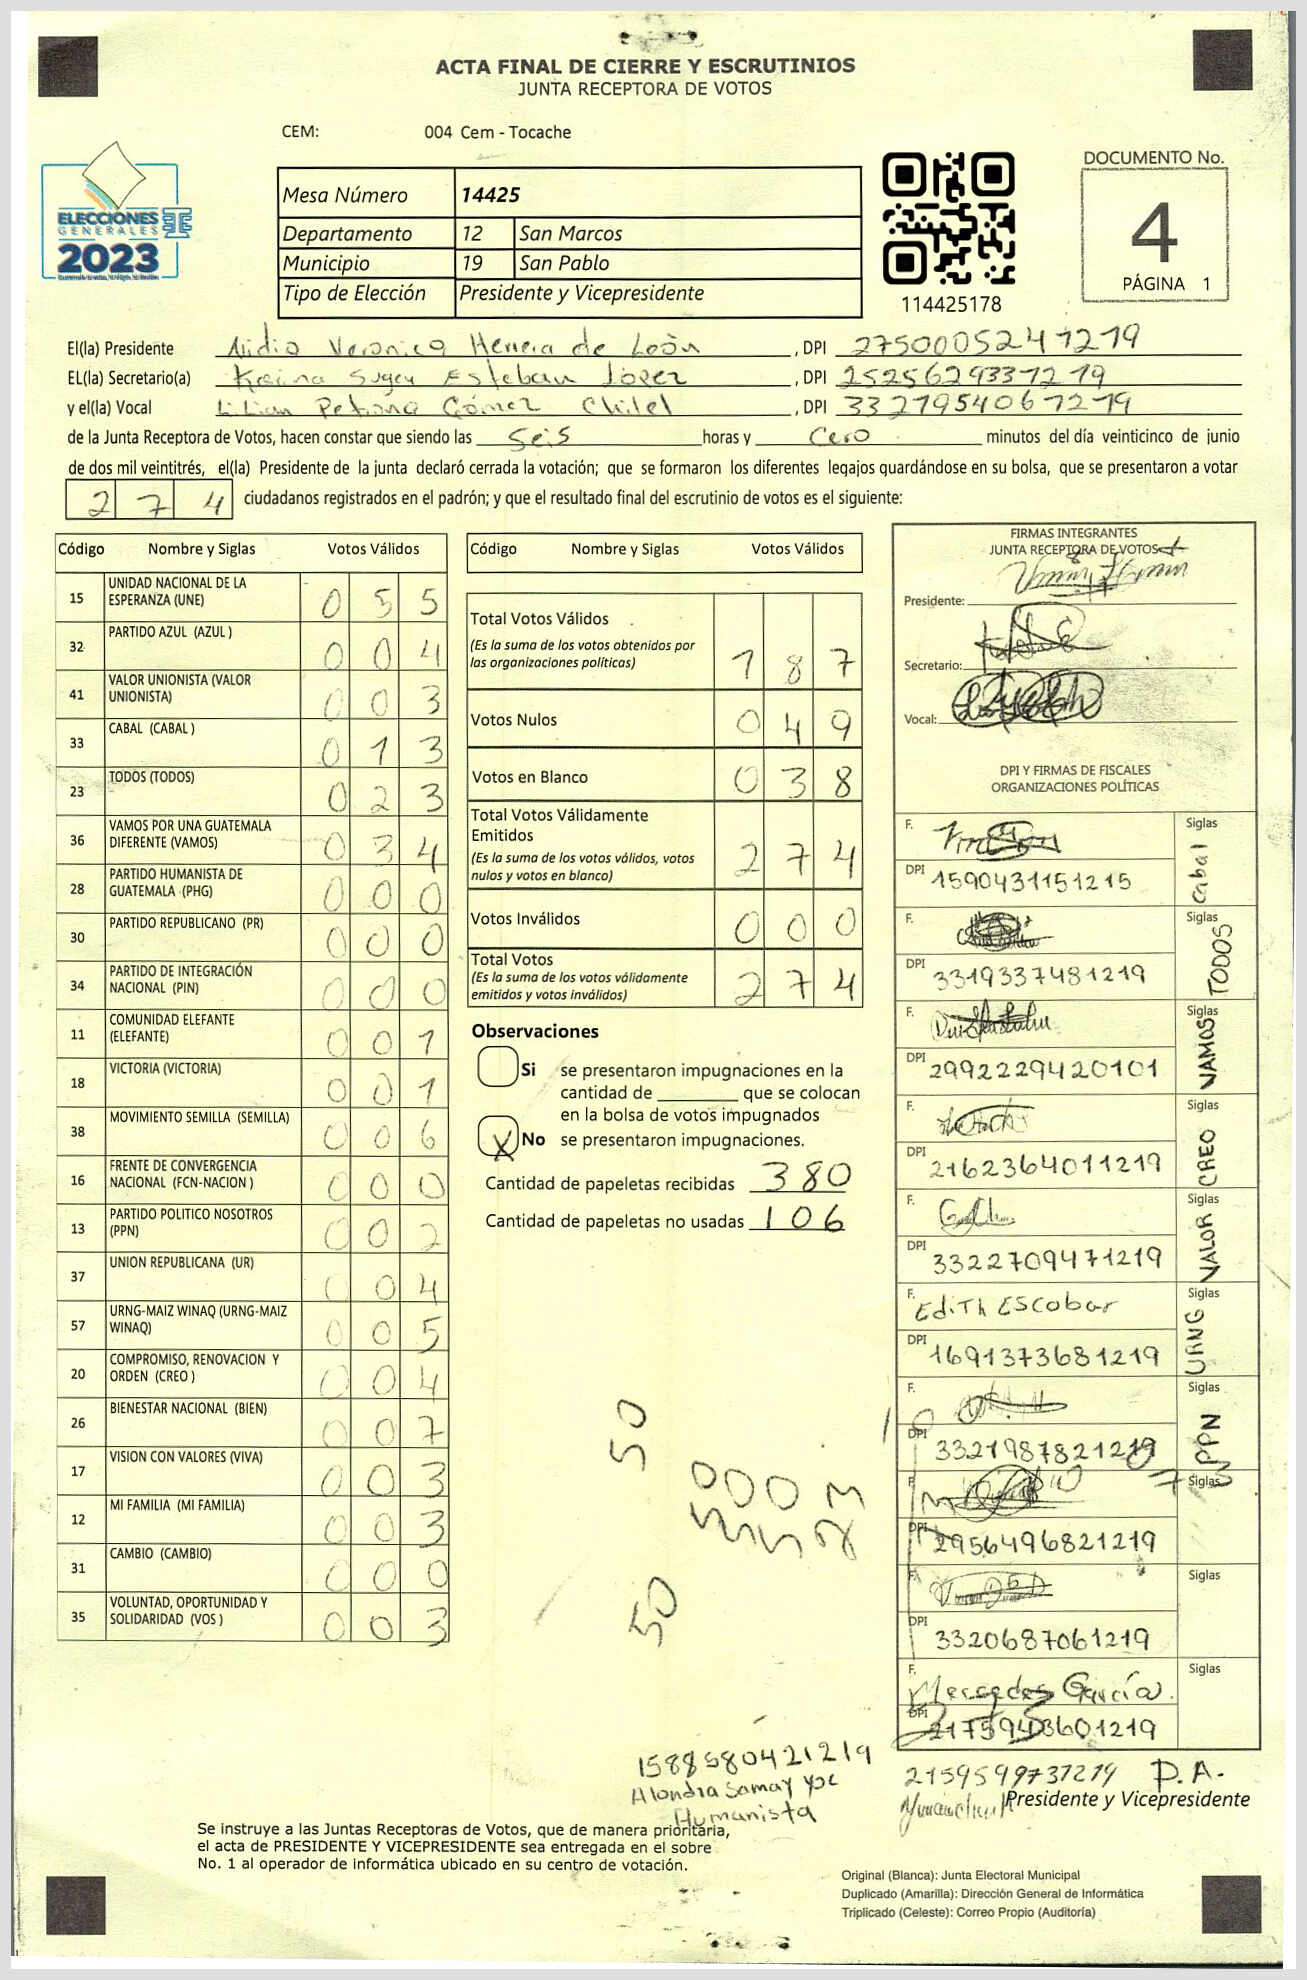 ACTA FINAL DE CIERRE Y ESCRUTINIOS
JUNTA RECEPTORA DE VOTOS
CEM: 004 Cem - Tocache
ELECCIONES
GENERALES
2023
Mesa Número 14425
Departamento 12 San Marcos
Municipio 19 San Pablo
Tipo de Elección Presidente y Vicepresidente
114425178
DOCUMENTO No.
4
PÁGINA 1
El(la) Presidente Nidia Veronica Herrera de León, DPI 2750005241219
EL(la) Secretario(a) Karina Sugey Esteban López, DPI 2525629331219
y el(la) Vocal Lilian Petrona Gómez Chilel, DPI 3321954061219
de la Junta Receptora de Votos, hacen constar que siendo las Seis horas y Cero minutos del día veinticinco de junio
de dos mil veintitrés, el(la) Presidente de la junta declaró cerrada la votación; que se formaron los diferentes legajos guardándose en su bolsa, que se presentaron a votar
274 ciudadanos registrados en el padrón; y que el resultado final del escrutinio de votos es el siguiente:
Código Nombre y Siglas Votos Válidos
15 UNIDAD NACIONAL DE LA
ESPERANZA (UNE) 0 5 5
32 PARTIDO AZUL (AZUL ) 0 0 4
41 VALOR UNIONISTA (VALOR
UNIONISTA) 0 0 3
33 CABAL (CABAL ) 0 1 3
23 TODOS (TODOS) 0 2 3
36 VAMOS POR UNA GUATEMALA
DIFERENTE (VAMOS) 0 3 4
28 PARTIDO HUMANISTA DE
GUATEMALA (PHG) 0 0 0
30 PARTIDO REPUBLICANO (PR) 0 0 0
34 PARTIDO DE INTEGRACIÓN
NACIONAL (PIN) 0 0 0
11 COMUNIDAD ELEFANTE
(ELEFANTE) 0 0 1
18 VICTORIA (VICTORIA) 0 0 1
38 MOVIMIENTO SEMILLA (SEMILLA) 0 0 6
16 FRENTE DE CONVERGENCIA
NACIONAL (FCN-NACION ) 0 0 0
13 PARTIDO POLITICO NOSOTROS
(PPN) 0 0 2
37 UNION REPUBLICANA (UR) 0 0 4
57 URNG-MAIZ WINAQ (URNG-MAIZ
WINAQ) 0 0 5
20 COMPROMISO, RENOVACION Y
ORDEN (CREO ) 0 0 4
26 BIENESTAR NACIONAL (BIEN) 0 0 7
17 VISION CON VALORES (VIVA) 0 0 3
12 MI FAMILIA (MI FAMILIA) 0 0 3
31 CAMBIO (CAMBIO) 0 0 0
35 VOLUNTAD, OPORTUNIDAD Y
SOLIDARIDAD (VOS ) 0 0 3
Código Nombre y Siglas Votos Válidos
Total Votos Válidos
(Es la suma de los votos obtenidos por
las organizaciones políticas) 1 8 7
Votos Nulos 0 4 9
Votos en Blanco 0 3 8
Total Votos Válidamente
Emitidos
(Es la suma de los votos válidos, votos
nulos y votos en blanco) 2 7 4
Votos Inválidos 0 0 0
Total Votos
(Es la suma de los votos válidamente
emitidos y votos inválidos) 2 7 4
Observaciones
Si se presentaron impugnaciones en la
cantidad de ________ que se colocan
en la bolsa de votos impugnados
X No se presentaron impugnaciones.
Cantidad de papeletas recibidas 380
Cantidad de papeletas no usadas 106
50
50
1588580421219
Humanista
FIRMAS INTEGRANTES
JUNTA RECEPTORA DE VOTOS
Presidente:
Secretario:
Vocal:
DPI Y FIRMAS DE FISCALES
ORGANIZACIONES POLÍTICAS
F. Siglas Cabal
DPI 1590431151215
F. Siglas TODOS
DPI 3319337481219
F. Siglas VAMOS
DPI 2992229420101
F. Siglas CREO
DPI 2162364011219
F. Siglas VALOR
DPI 3322709471219
F. Edith Escobar Siglas URNG
DPI 1691373681219
F. Siglas PPN
DPI 3321987821219
F. Siglas
DPI 2956496821219
F. Siglas
DPI 3320687061219
F. Mercedes García Siglas
DPI 2175943601219
2159599731219 P.A.
Presidente y Vicepresidente
Se instruye a las Juntas Receptoras de Votos, que de manera prioritaria,
el acta de PRESIDENTE Y VICEPRESIDENTE sea entregada en el sobre
No. 1 al operador de informática ubicado en su centro de votación.
Original (Blanca): Junta Electoral Municipal
Duplicado (Amarilla): Dirección General de Informática
Triplicado (Celeste): Correo Propio (Auditoría)